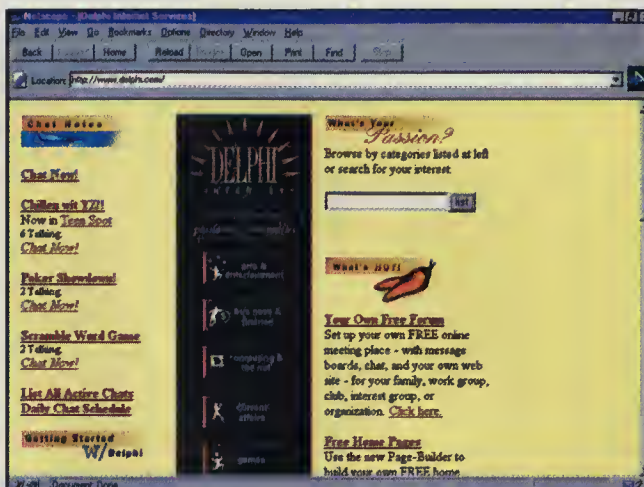 Netscape - [Delphi Internet Services]
File Edit View Go Bookmarks Options Directory Window Help
Back Home Reload Open Print Find Stop
Location: http://www.delphi.com/
Chat Notes
Chat Now!
Chillen wit Y??!
Now in Teen Spot
6 Talking
Chat Now!
Poker Showdown!
2 Talking
Chat Now!
Scramble Word Game
2 Talking
Chat Now!
List All Active Chats
Daily Chat Schedule
Getting Started
W/ Delphi
DELPHI
arts &
entertainment
business &
finance
computing &
the net
current
affairs
games
What's Your
Passion?
Browse by categories listed at left
or search for your interest.
list
What's HOT!
Your Own Free Forum
Set up your own FREE online
meeting place - with message
boards, chat, and your own web
site - for your family, work group,
club, interest group, or
organization. Click here.
Free Home Pages
Use the new Page-Builder to
build your own FREE home
Document Done